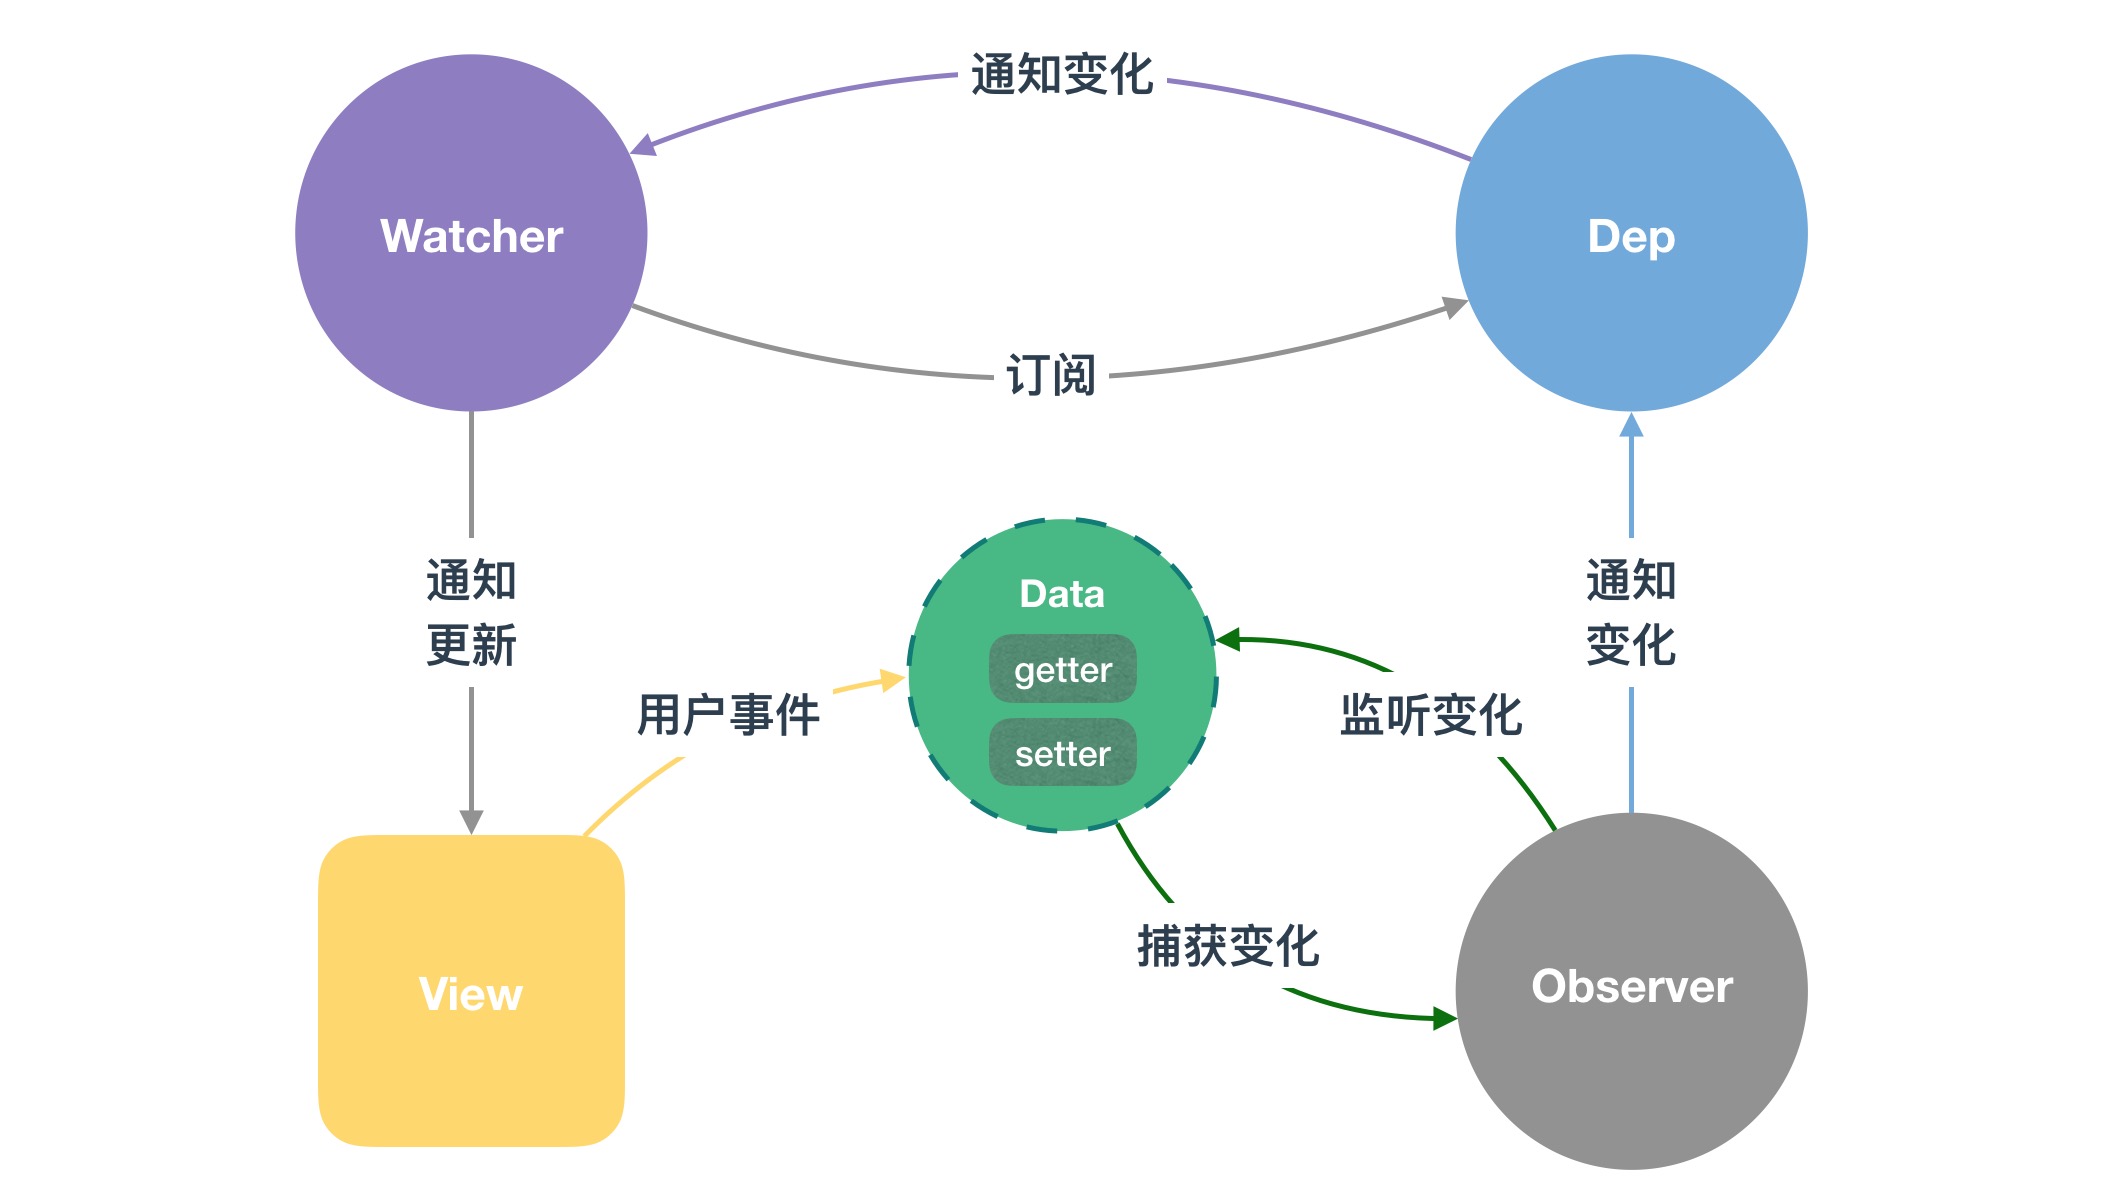 通知变化
Watcher
Dep
订阅
通知
更新
Data
getter
setter
通知
变化
用户事件
监听变化
捕获变化
View
Observer